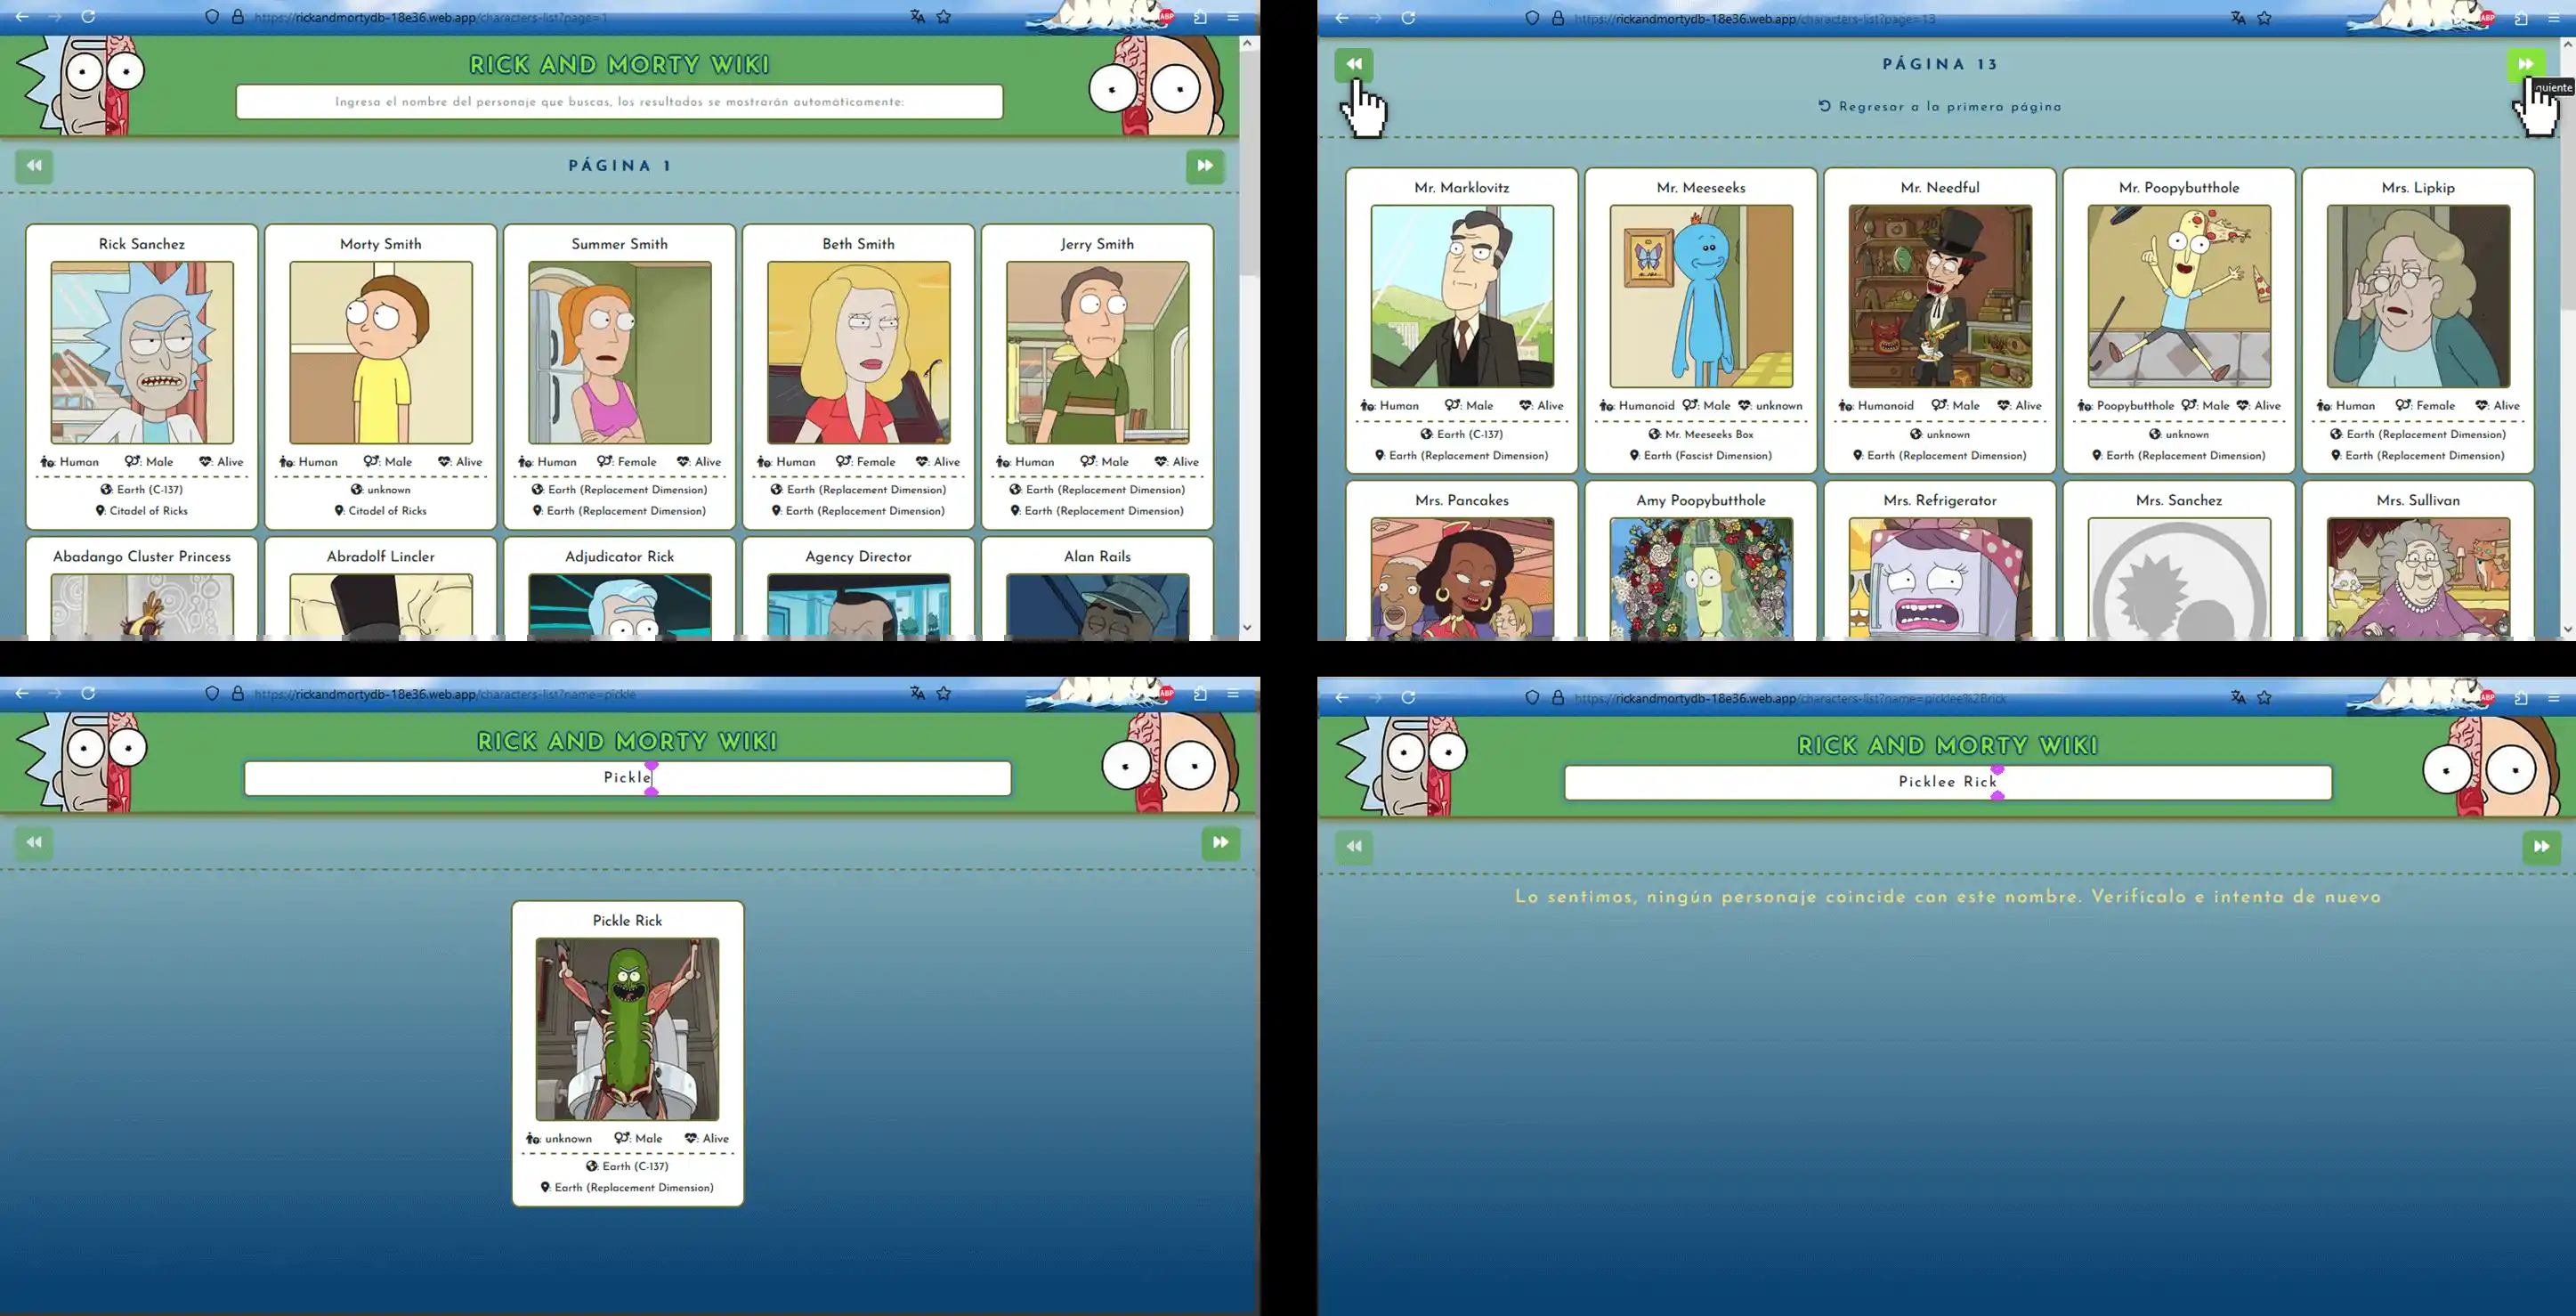 https://rickandmortydb-18e36.web.app/characters-list?page=1
ABP
RICK AND MORTY WIKI
Ingresa el nombre del personaje que buscas, los resultados se mostrarán automáticamente:
PÁGINA 1
Rick Sanchez
: Human : Male : Alive
: Earth (C-137)
: Citadel of Ricks
Morty Smith
: Human : Male : Alive
: unknown
: Citadel of Ricks
Summer Smith
: Human : Female : Alive
: Earth (Replacement Dimension)
: Earth (Replacement Dimension)
Beth Smith
: Human : Female : Alive
: Earth (Replacement Dimension)
: Earth (Replacement Dimension)
Jerry Smith
: Human : Male : Alive
: Earth (Replacement Dimension)
: Earth (Replacement Dimension)
Abadango Cluster Princess
Abradolf Lincler
Adjudicator Rick
Agency Director
Alan Rails
https://rickandmortydb-18e36.web.app/characters-list?page=13
ABP
PÁGINA 13
guiente
Regresar a la primera página
Mr. Marklovitz
: Human : Male : Alive
: Earth (C-137)
: Earth (Replacement Dimension)
Mr. Meeseeks
: Humanoid : Male : unknown
: Mr. Meeseeks Box
: Earth (Fascist Dimension)
Mr. Needful
: Humanoid : Male : Alive
: unknown
: Earth (Replacement Dimension)
Mr. Poopybutthole
: Poopybutthole : Male : Alive
: unknown
: Earth (Replacement Dimension)
Mrs. Lipkip
: Human : Female : Alive
: Earth (Replacement Dimension)
: Earth (Replacement Dimension)
Mrs. Pancakes
Amy Poopybutthole
Mrs. Refrigerator
Mrs. Sanchez
Mrs. Sullivan
https://rickandmortydb-18e36.web.app/characters-list?name=pickle
ABP
RICK AND MORTY WIKI
Pickle
Pickle Rick
: unknown : Male : Alive
: Earth (C-137)
: Earth (Replacement Dimension)
https://rickandmortydb-18e36.web.app/characters-list?name=picklee%2Brick
ABP
RICK AND MORTY WIKI
Picklee Rick
Lo sentimos, ningún personaje coincide con este nombre. Verifícalo e intenta de nuevo